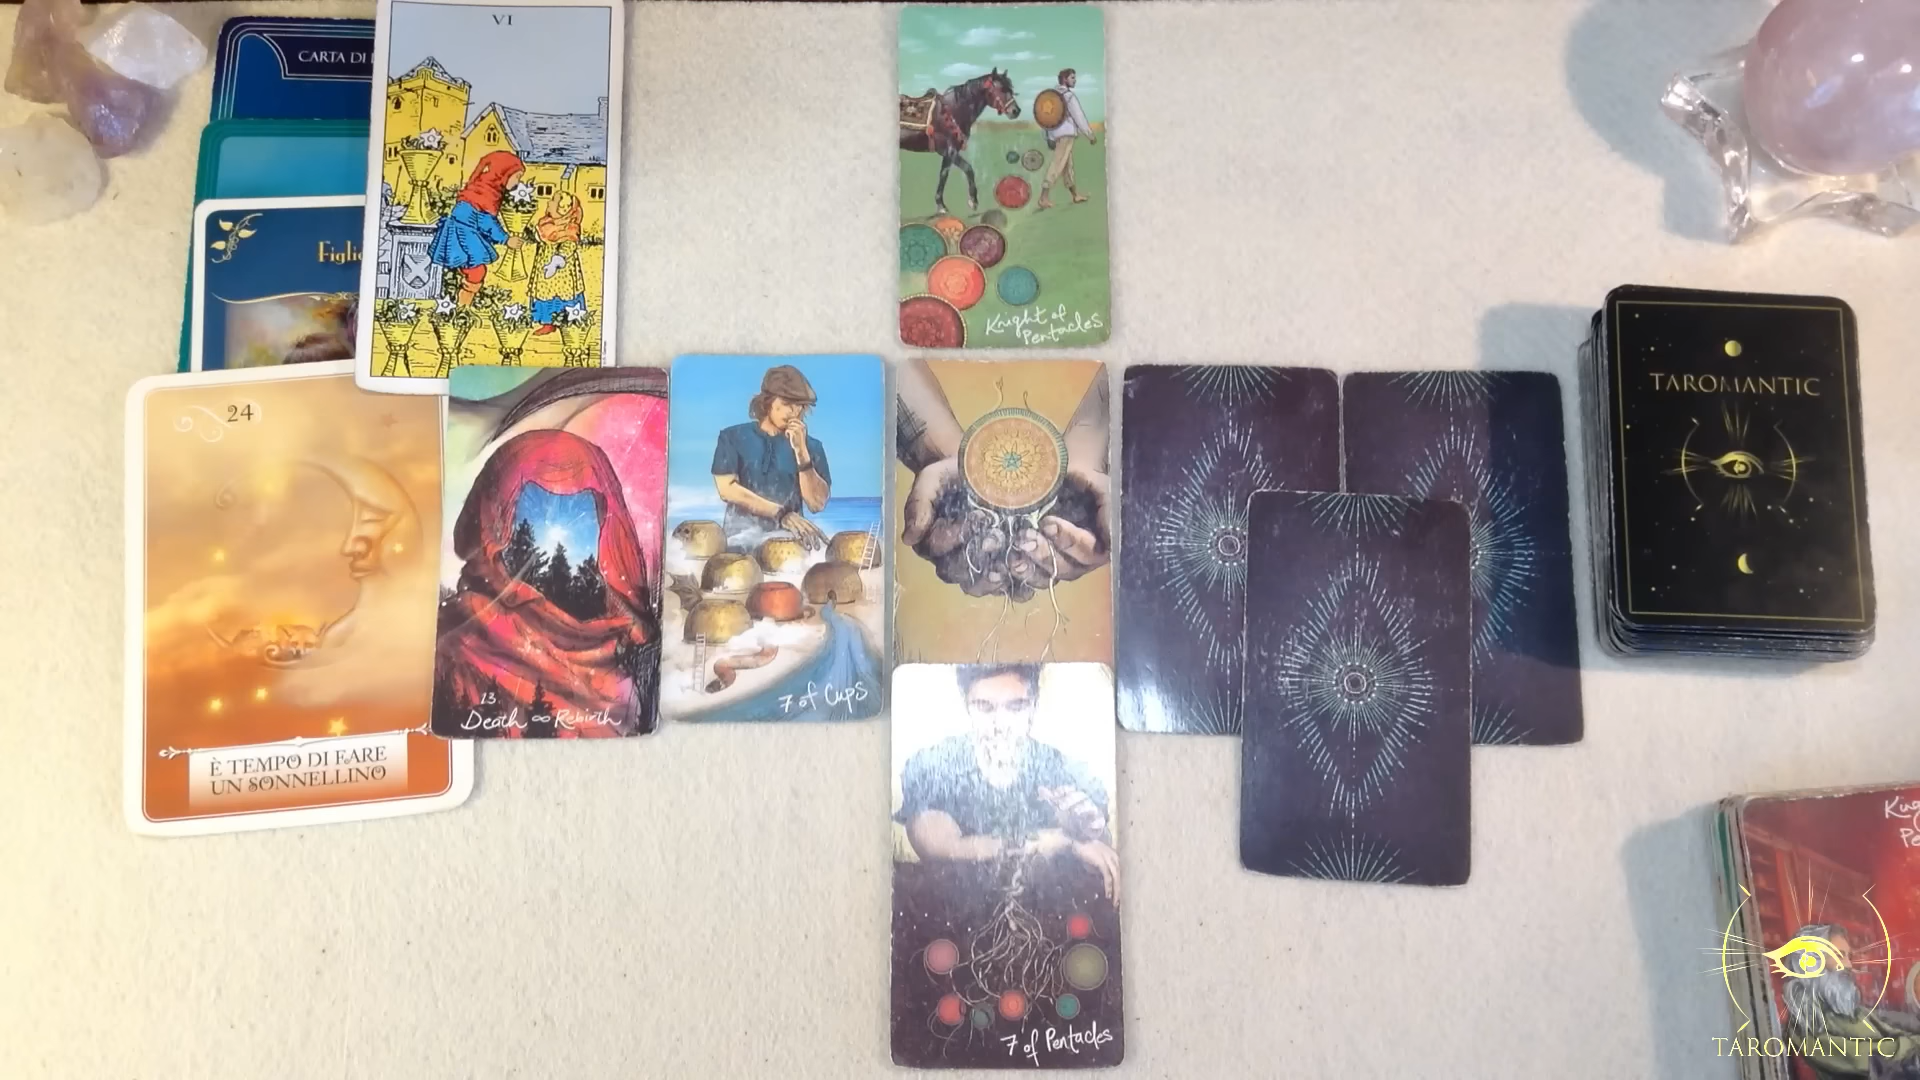 CARTA DI
VI
Figli
24
È TEMPO DI FARE
UN SONNELLINO
13
Death ∞ Rebirth
7 of Cups
Knight of
Pentacles
7 of Pentacles
TAROMANTIC
TAROMANTIC